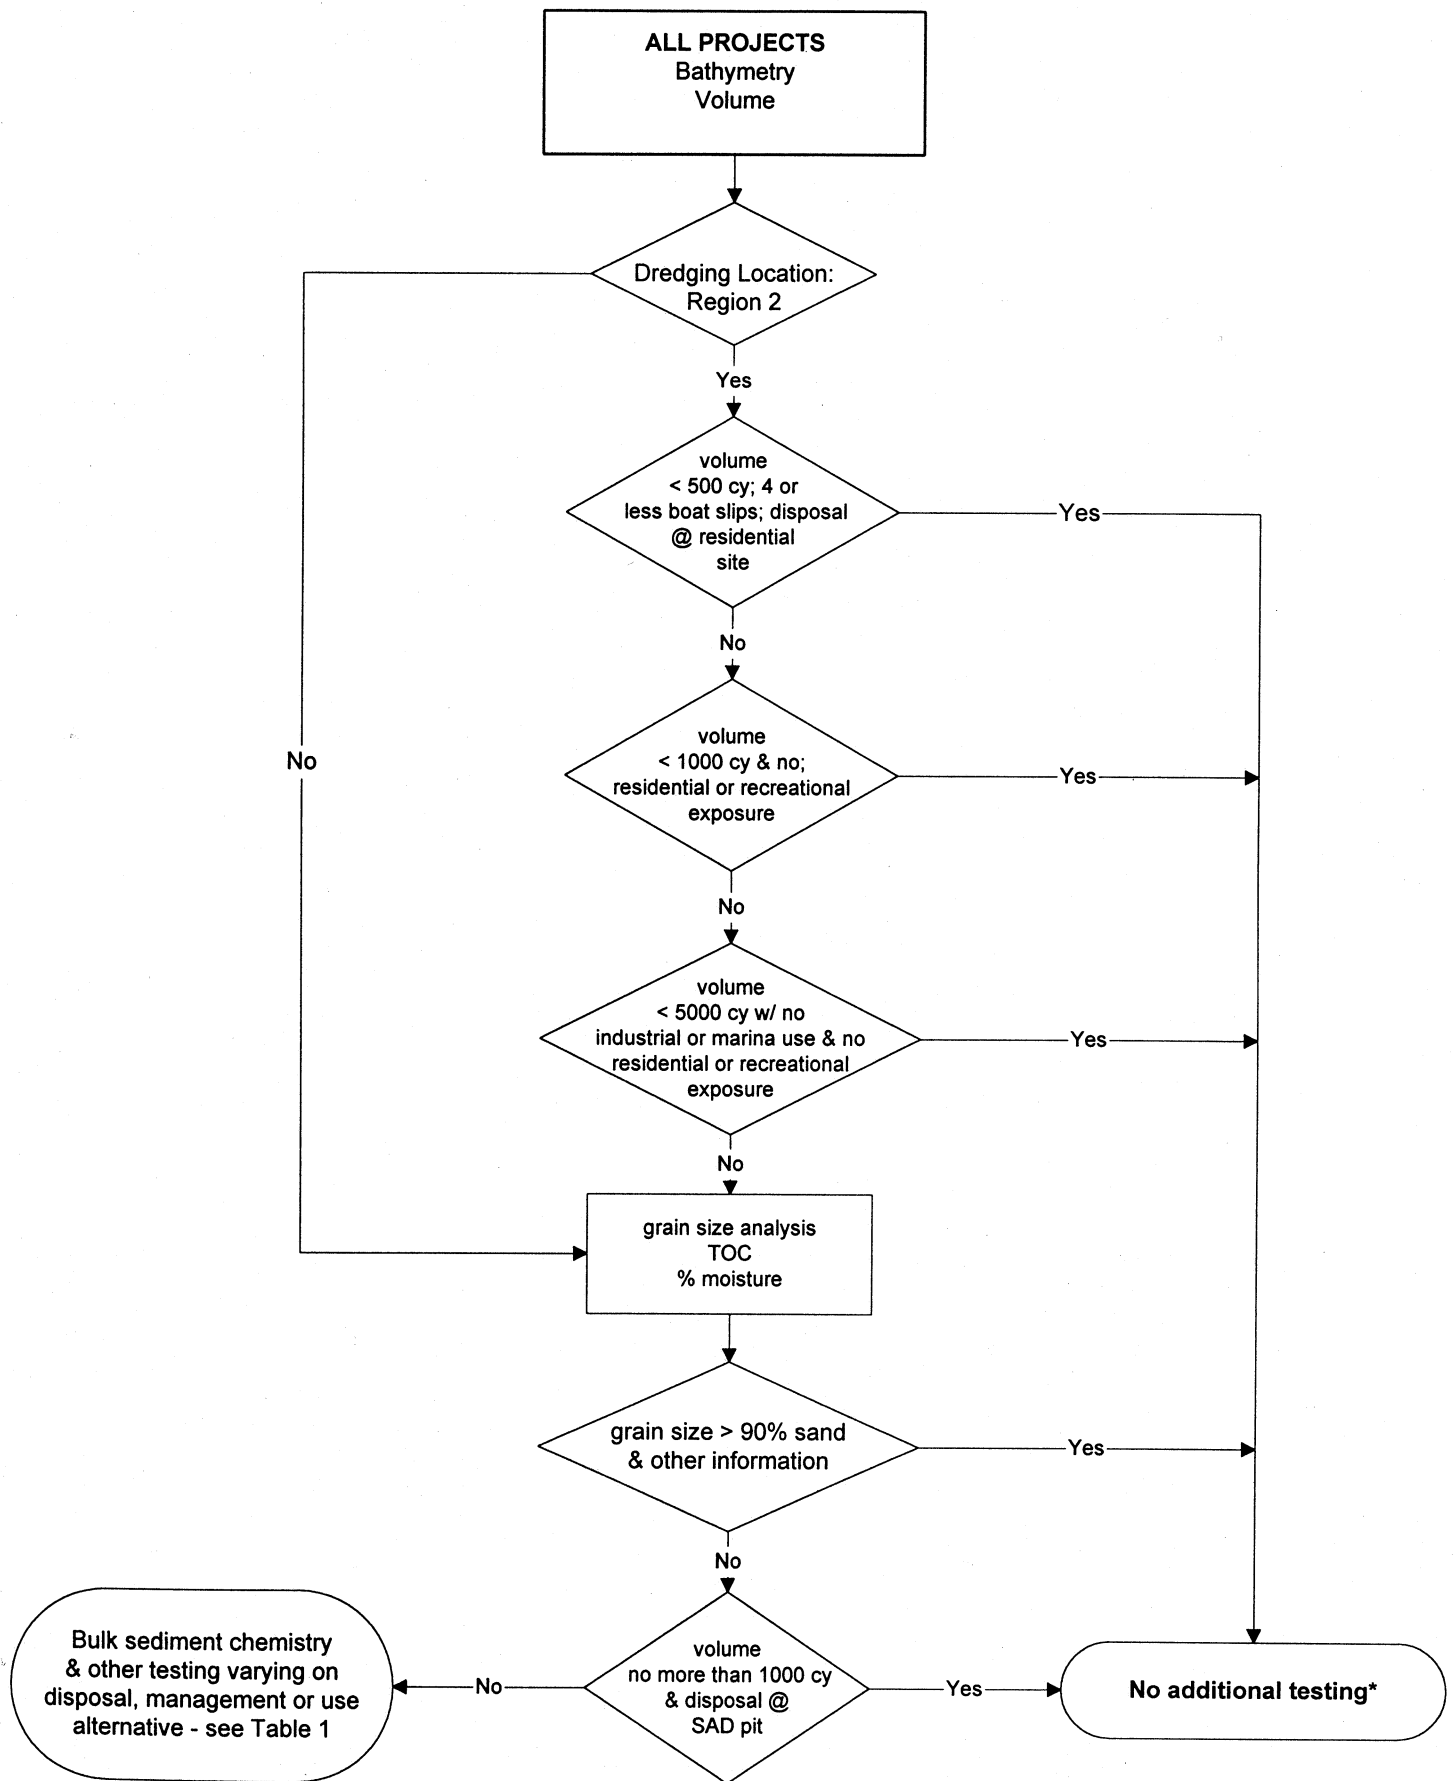 ALL PROJECTS
Bathymetry
Volume
Dredging Location:
Region 2
Yes
volume
< 500 cy; 4 or
less boat slips; disposal
@ residential
site
Yes
No
volume
< 1000 cy & no;
residential or recreational
exposure
Yes
No
No
volume
< 5000 cy w/ no
industrial or marina use & no
residential or recreational
exposure
Yes
No
grain size analysis
TOC
% moisture
grain size > 90% sand
& other information
Yes
No
Bulk sediment chemistry
& other testing varying on
disposal, management or use
alternative - see Table 1
No
volume
no more than 1000 cy
& disposal @
SAD pit
Yes
No additional testing*